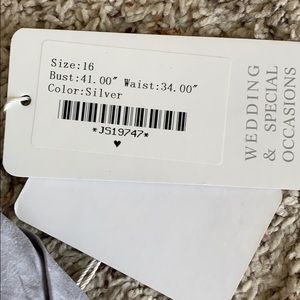 Size:16
Bust:41.00″ Waist:34.00″
Color:Silver
*JS19747*
♥
WEDDING
& SPECIAL
OCCASIONS